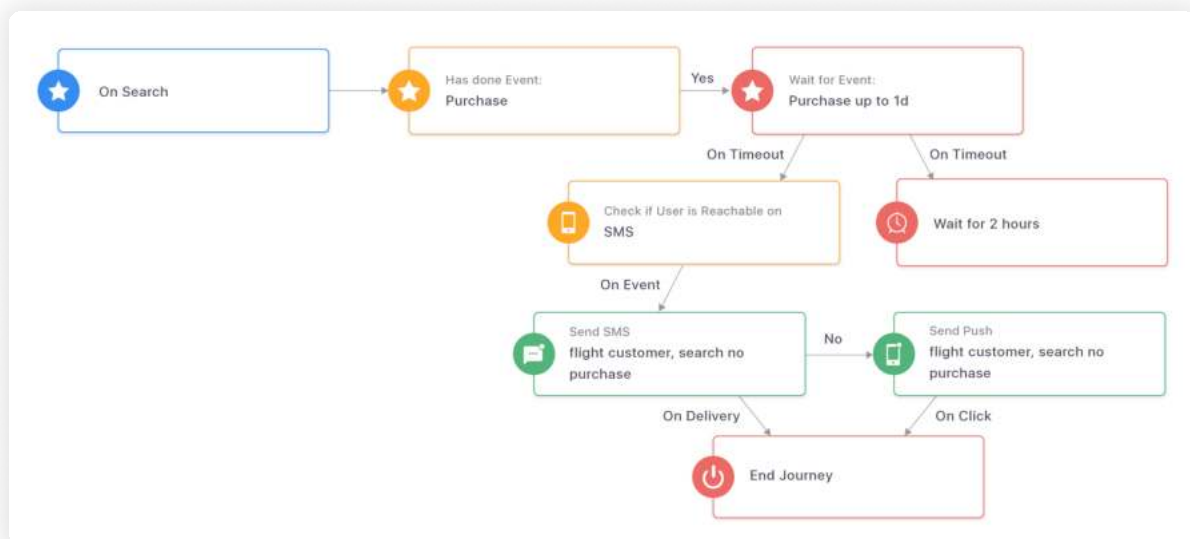 On Search
Has done Event:
Purchase
Yes
Wait for Event:
Purchase up to 1d
On Timeout
On Timeout
Check if User is Reachable on
SMS
Wait for 2 hours
On Event
Send SMS
flight customer, search no
purchase
No
Send Push
flight customer, search no
purchase
On Delivery
On Click
End Journey